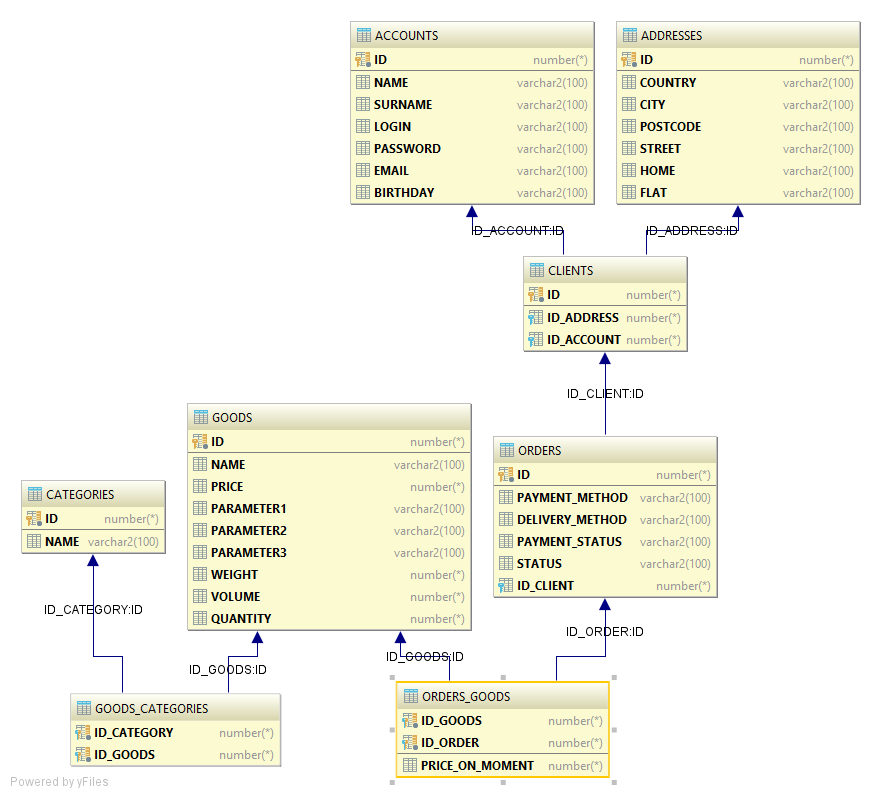 ACCOUNTS
ID number(*)
NAME varchar2(100)
SURNAME varchar2(100)
LOGIN varchar2(100)
PASSWORD varchar2(100)
EMAIL varchar2(100)
BIRTHDAY varchar2(100)
ADDRESSES
ID number(*)
COUNTRY varchar2(100)
CITY varchar2(100)
POSTCODE varchar2(100)
STREET varchar2(100)
HOME varchar2(100)
FLAT varchar2(100)
ID_ACCOUNT:ID
ID_ADDRESS:ID
CLIENTS
ID number(*)
ID_ADDRESS number(*)
ID_ACCOUNT number(*)
ID_CLIENT:ID
GOODS
ID number(*)
NAME varchar2(100)
PRICE number(*)
PARAMETER1 varchar2(100)
PARAMETER2 varchar2(100)
PARAMETER3 varchar2(100)
WEIGHT number(*)
VOLUME number(*)
QUANTITY number(*)
ORDERS
ID number(*)
PAYMENT_METHOD varchar2(100)
DELIVERY_METHOD varchar2(100)
PAYMENT_STATUS varchar2(100)
STATUS varchar2(100)
ID_CLIENT number(*)
CATEGORIES
ID number(*)
NAME varchar2(100)
ID_CATEGORY:ID
ID_GOODS:ID
ID_GOODS:ID
ID_ORDER:ID
GOODS_CATEGORIES
ID_CATEGORY number(*)
ID_GOODS number(*)
ORDERS_GOODS
ID_GOODS number(*)
ID_ORDER number(*)
PRICE_ON_MOMENT number(*)
Powered by yFiles